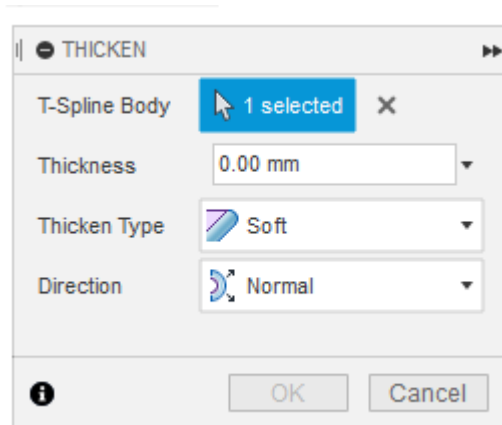 THICKEN
T-Spline Body 1 selected
Thickness 0.00 mm
Thicken Type Soft
Direction Normal
OK Cancel